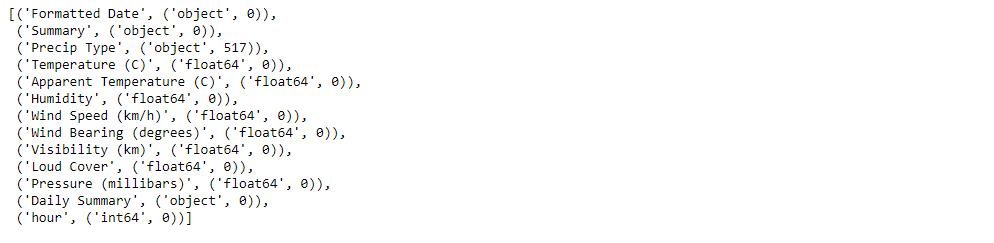 [('Formatted Date', ('object', 0)),
 ('Summary', ('object', 0)),
 ('Precip Type', ('object', 517)),
 ('Temperature (C)', ('float64', 0)),
 ('Apparent Temperature (C)', ('float64', 0)),
 ('Humidity', ('float64', 0)),
 ('Wind Speed (km/h)', ('float64', 0)),
 ('Wind Bearing (degrees)', ('float64', 0)),
 ('Visibility (km)', ('float64', 0)),
 ('Loud Cover', ('float64', 0)),
 ('Pressure (millibars)', ('float64', 0)),
 ('Daily Summary', ('object', 0)),
 ('hour', ('int64', 0))]